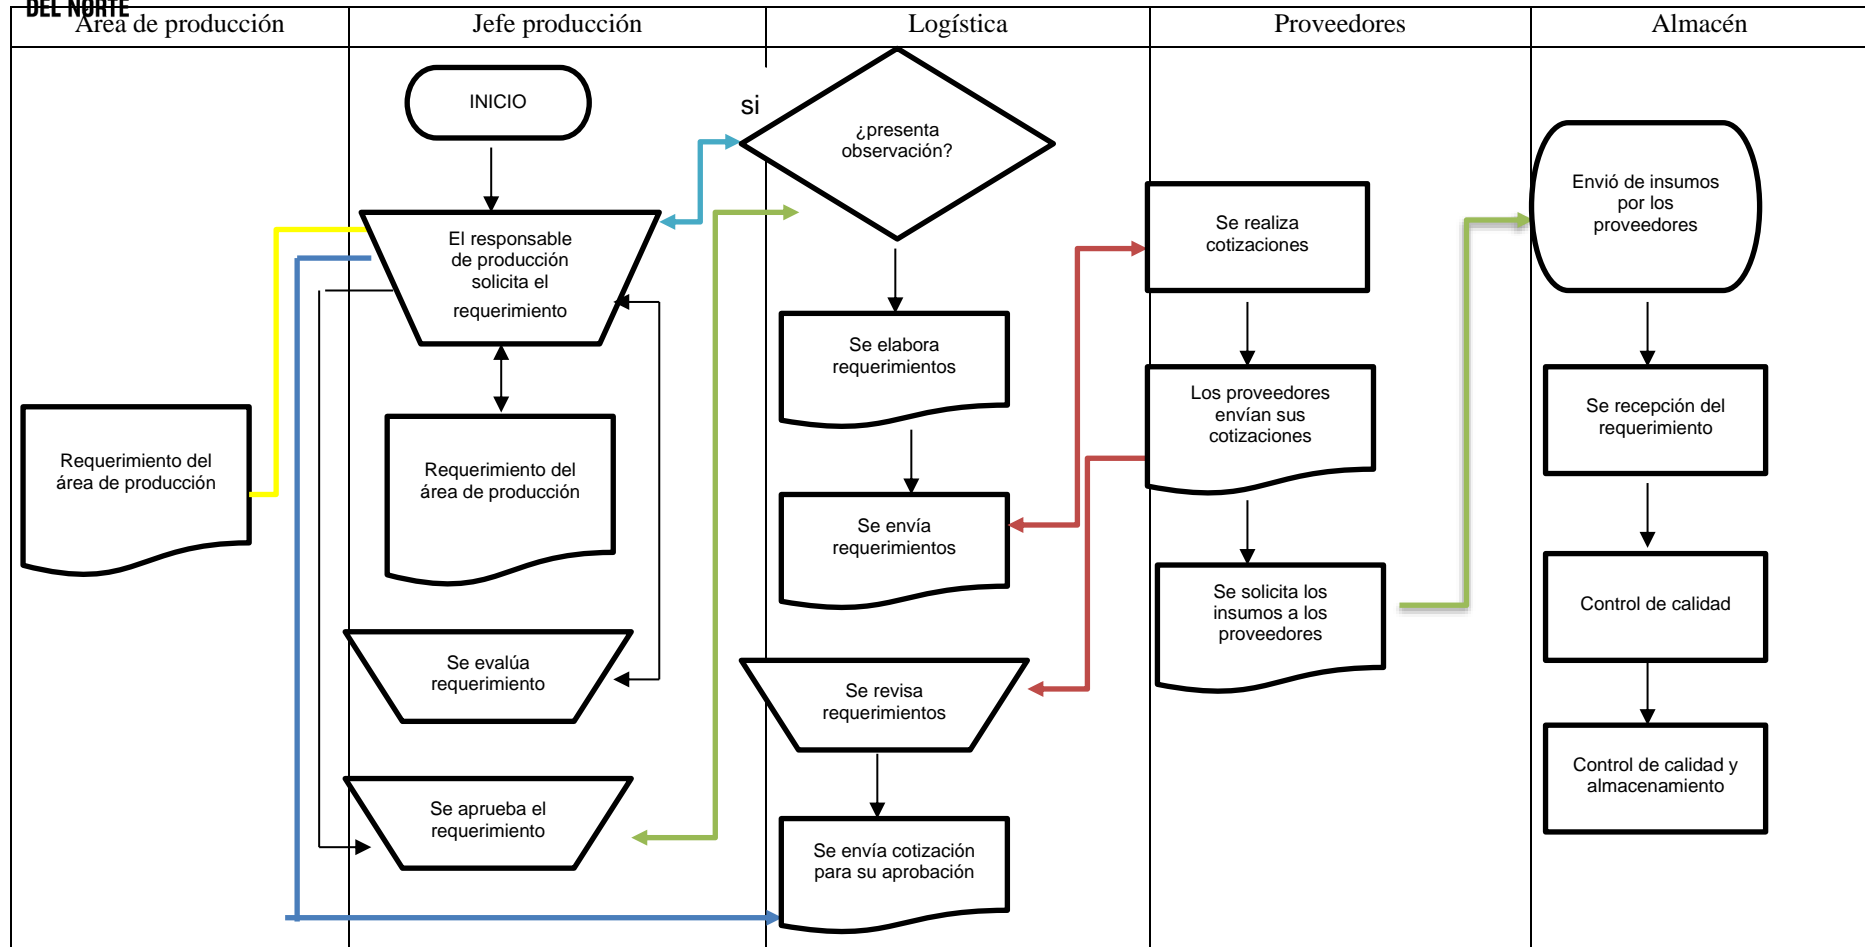 DEL NORTE
Área de producción
Jefe producción
Logística
Proveedores
Almacén
INICIO
El responsable
de producción
solicita el
requerimiento
Requerimiento del
área de producción
Requerimiento del
área de producción
Se evalúa
requerimiento
Se aprueba el
requerimiento
si
¿presenta
observación?
Se elabora
requerimientos
Se envía
requerimientos
Se revisa
requerimientos
Se envía cotización
para su aprobación
Se realiza
cotizaciones
Los proveedores
envían sus
cotizaciones
Se solicita los
insumos a los
proveedores
Envió de insumos
por los
proveedores
Se recepción del
requerimiento
Control de calidad
Control de calidad y
almacenamiento